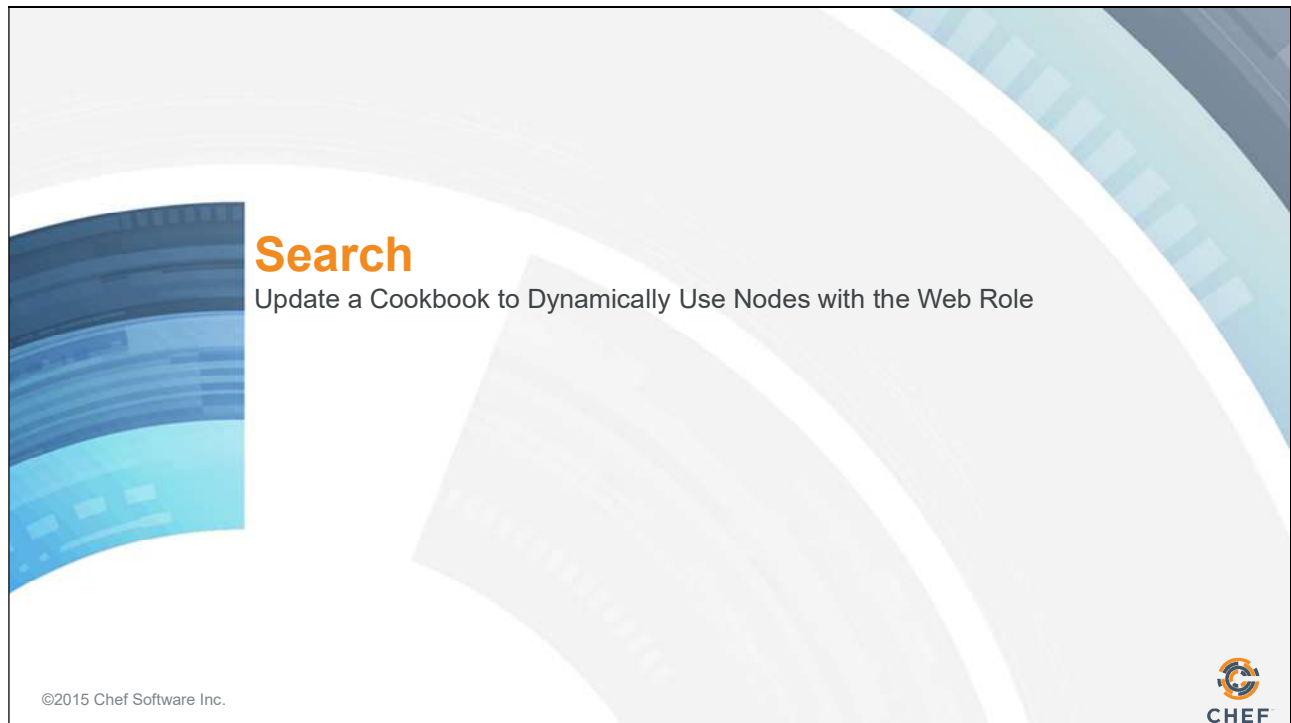 Search
Update a Cookbook to Dynamically Use Nodes with the Web Role
©2015 Chef Software Inc.
CHEF